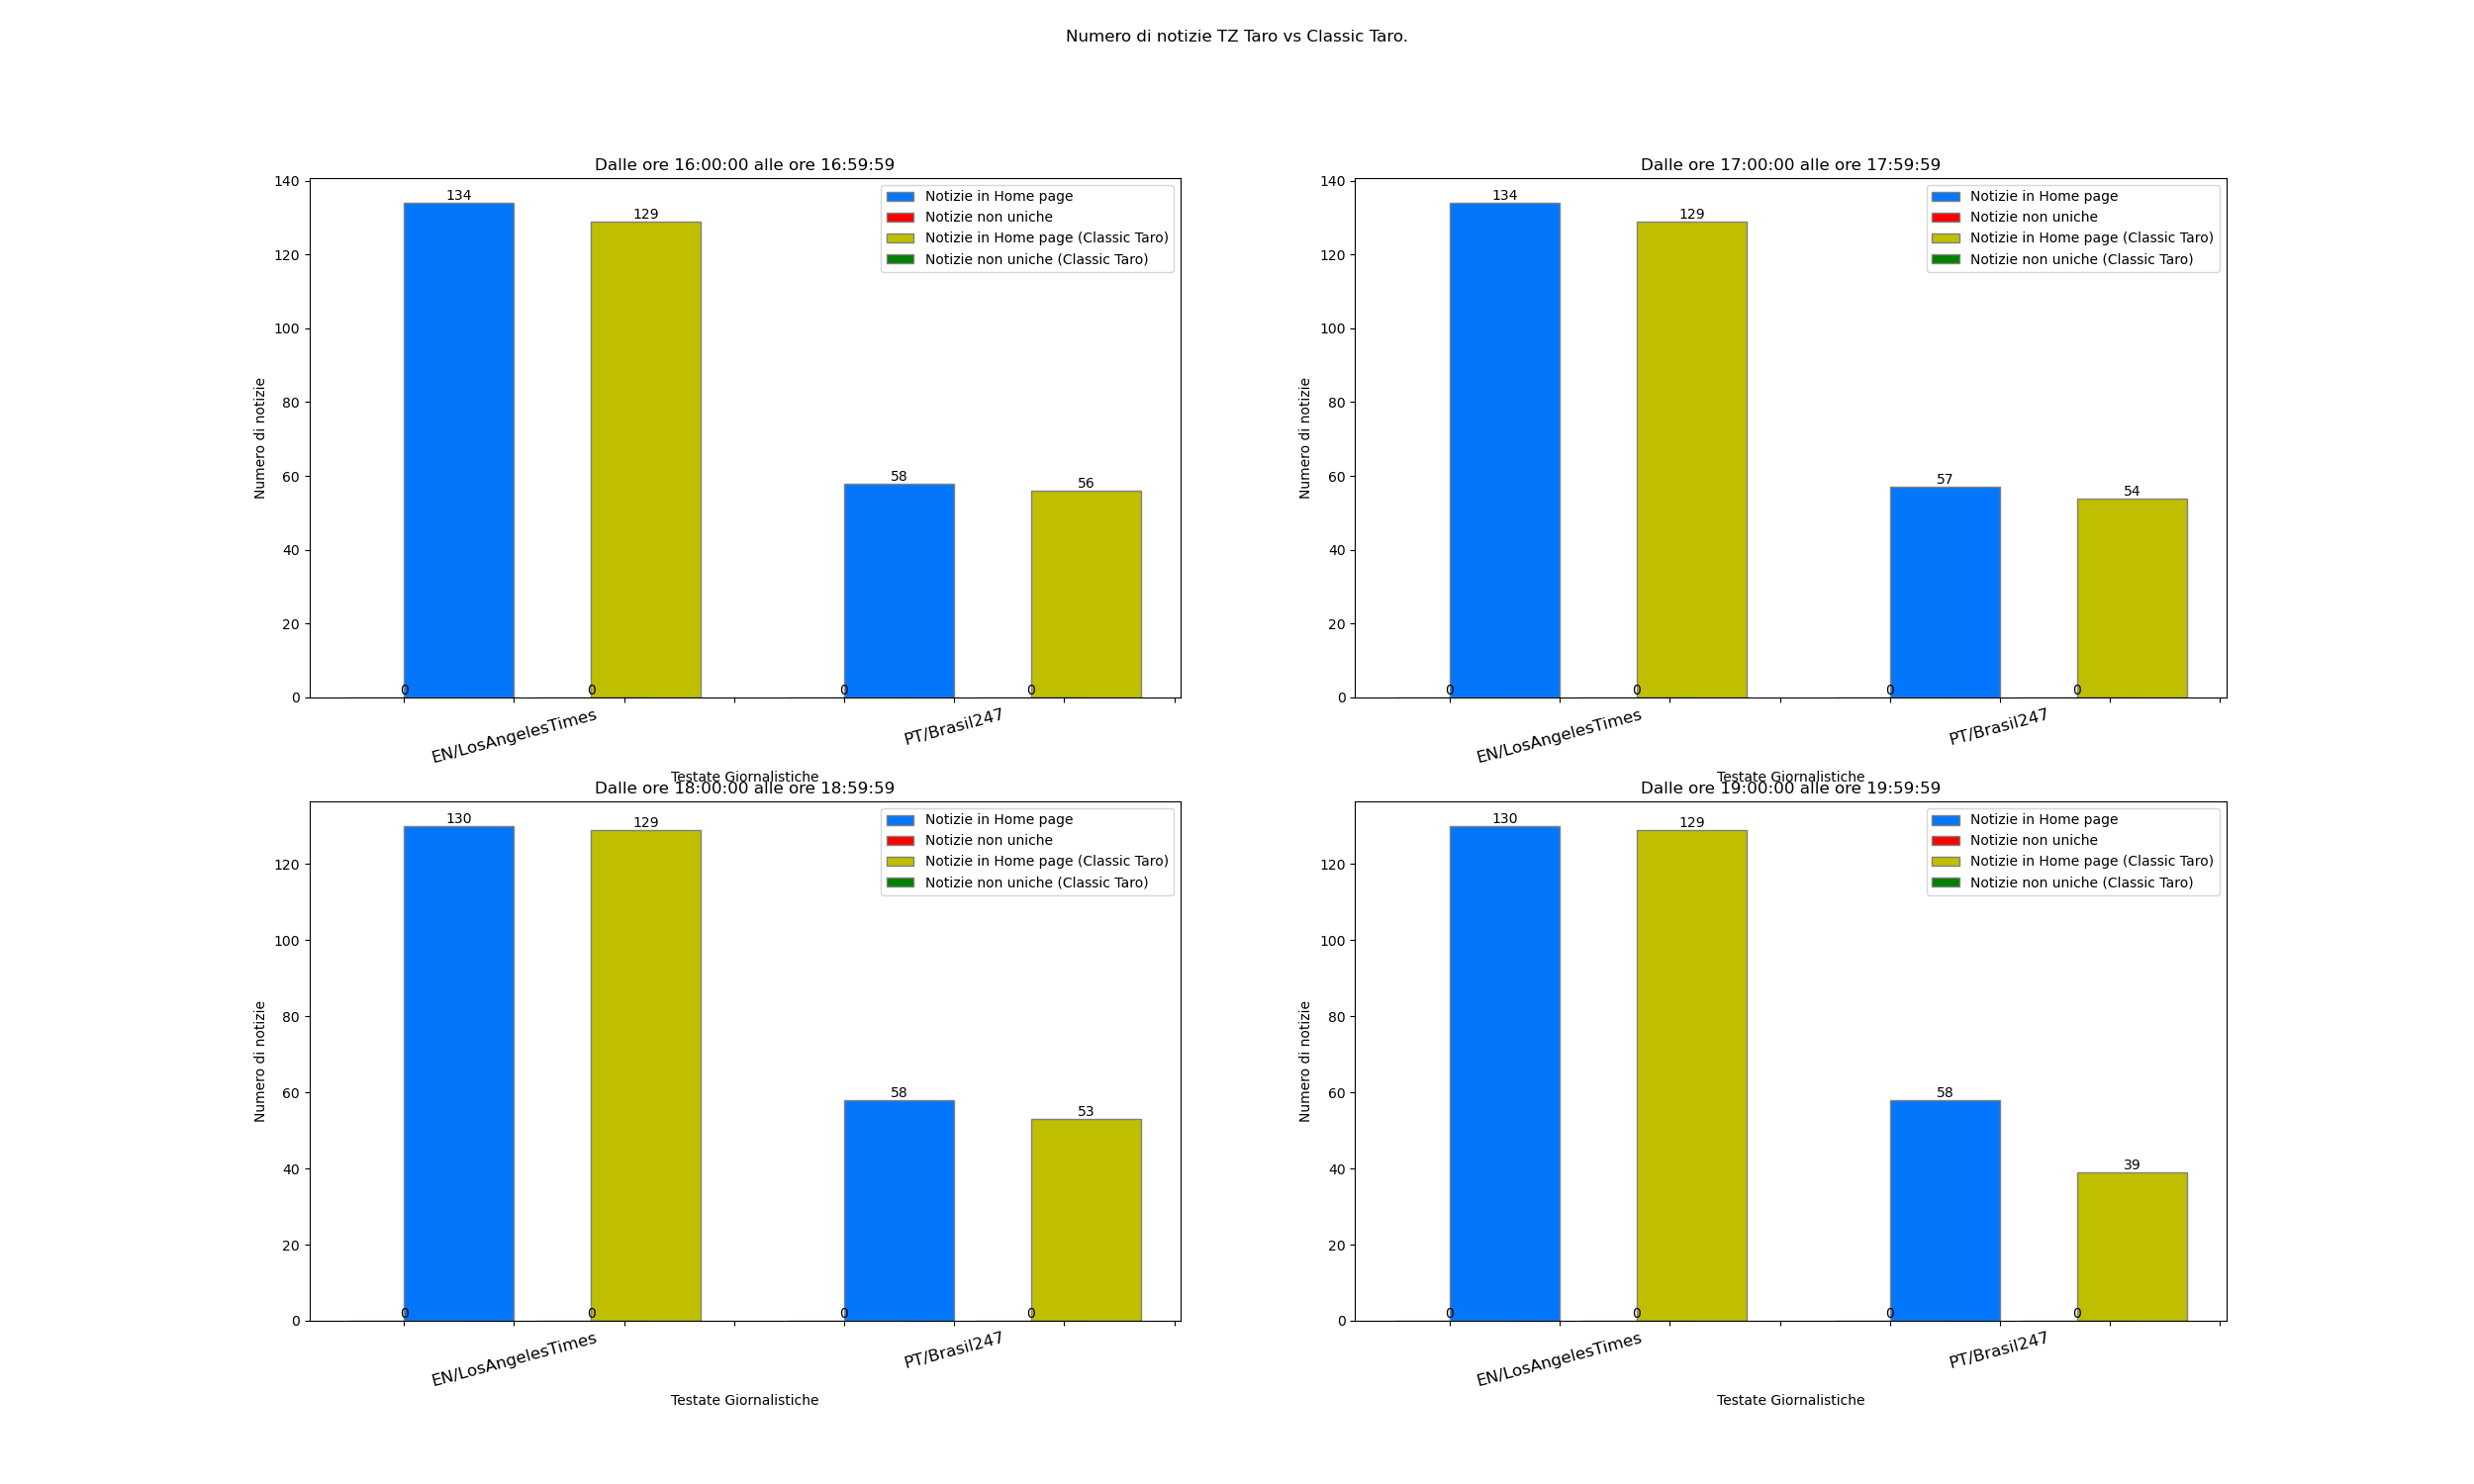 Numero di notizie TZ Taro vs Classic Taro.
Dalle ore 16:00:00 alle ore 16:59:59
Numero di notizie
140
120
100
80
60
40
20
0
134
129
58
56
0
0
0
0
Notizie in Home page
Notizie non uniche
Notizie in Home page (Classic Taro)
Notizie non uniche (Classic Taro)
EN/LosAngelesTimes
PT/Brasil247
Testate Giornalistiche
Dalle ore 17:00:00 alle ore 17:59:59
Numero di notizie
140
120
100
80
60
40
20
0
134
129
57
54
0
0
0
0
Notizie in Home page
Notizie non uniche
Notizie in Home page (Classic Taro)
Notizie non uniche (Classic Taro)
EN/LosAngelesTimes
PT/Brasil247
Testate Giornalistiche
Dalle ore 18:00:00 alle ore 18:59:59
Numero di notizie
120
100
80
60
40
20
0
130
129
58
53
0
0
0
0
Notizie in Home page
Notizie non uniche
Notizie in Home page (Classic Taro)
Notizie non uniche (Classic Taro)
EN/LosAngelesTimes
PT/Brasil247
Testate Giornalistiche
Dalle ore 19:00:00 alle ore 19:59:59
Numero di notizie
120
100
80
60
40
20
0
130
129
58
39
0
0
0
0
Notizie in Home page
Notizie non uniche
Notizie in Home page (Classic Taro)
Notizie non uniche (Classic Taro)
EN/LosAngelesTimes
PT/Brasil247
Testate Giornalistiche